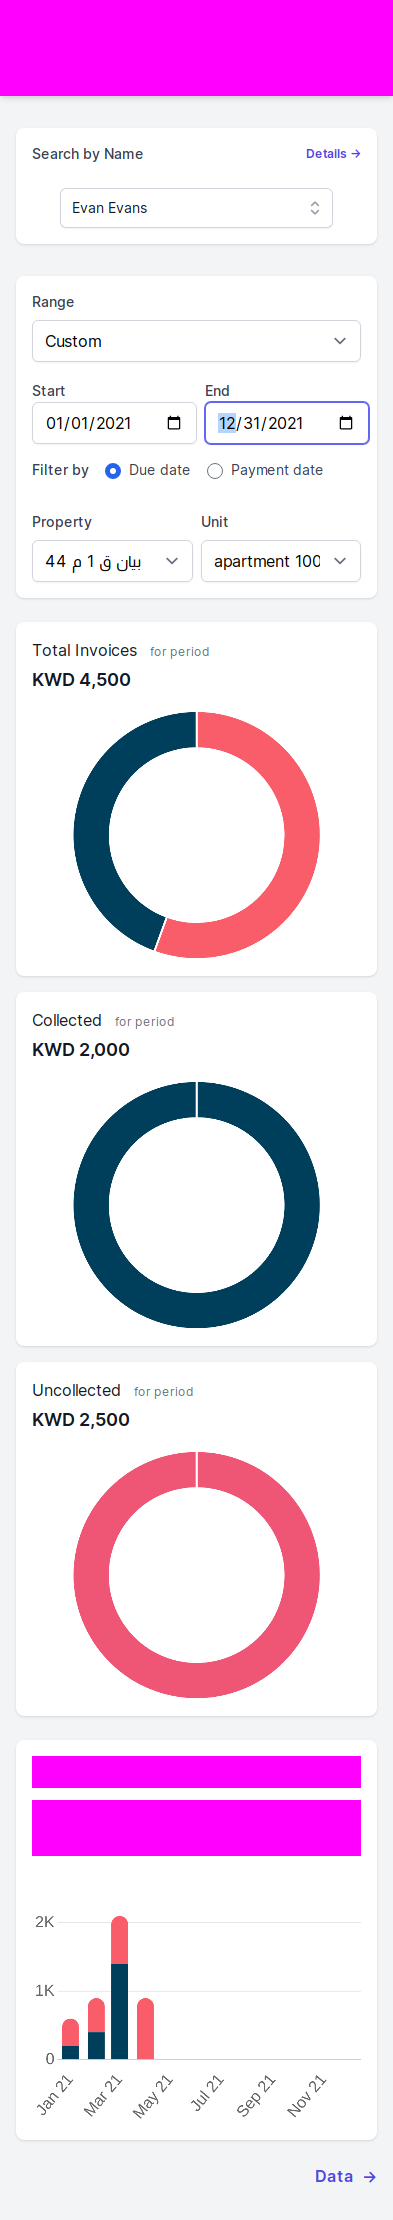 Search by Name Details →
Evan Evans
Range
Custom
Start End
01/01/2021 12/31/2021
Filter by Due date Payment date
Property Unit
بيان ق 1 م 44 apartment 100
Total Invoices for period
KWD 4,500
Collected for period
KWD 2,000
Uncollected for period
KWD 2,500
2K
1K
0
Jan 21 Mar 21 May 21 Jul 21 Sep 21 Nov 21
Data →